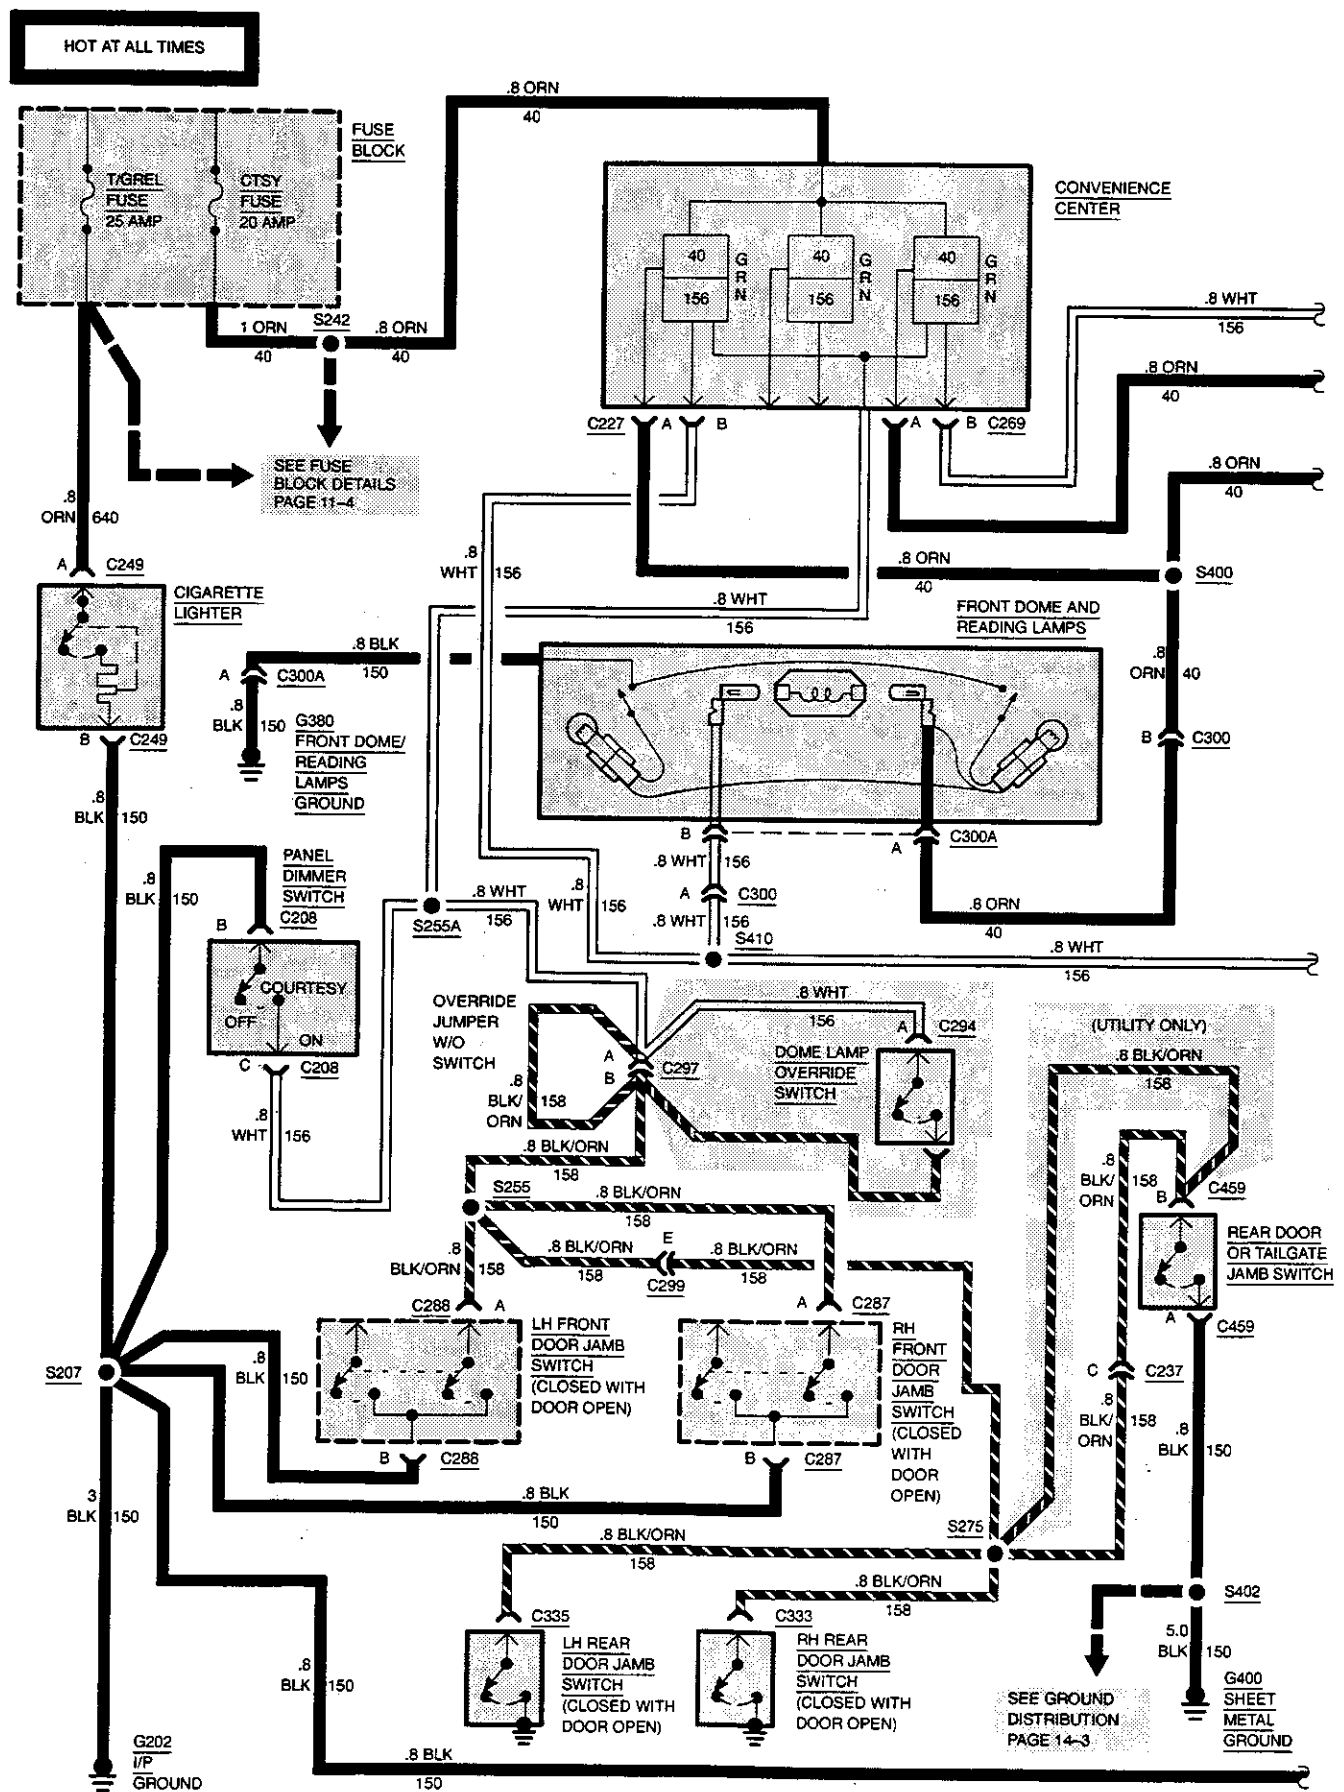 HOT AT ALL TIMES
.8 ORN
40
FUSE
BLOCK
T/GREL
FUSE
25 AMP
CTSY
FUSE
20 AMP
CONVENIENCE
CENTER
40
156
GRN
40
156
GRN
40
156
GRN
1 ORN
40
S242
.8 ORN
40
.8 WHT
156
.8 ORN
40
C227 A B
A B C269
SEE FUSE
BLOCK DETAILS
PAGE 11-4
.8 ORN
40
.8
ORN 640
A C249
CIGARETTE
LIGHTER
.8
WHT 156
.8 ORN
40
S400
.8 WHT
156
FRONT DOME AND
READING LAMPS
.8 BLK
150
A C300A
.8
BLK 150
G380
FRONT DOME/
READING
LAMPS
GROUND
.8
ORN 40
B C300
B C249
.8
BLK 150
B
A C300A
.8 WHT 156
A C300
.8 WHT 156
S410
.8 ORN
40
PANEL
DIMMER
SWITCH
B C208
.8
BLK 150
COURTESY
OFF
ON
C C208
S255A
.8 WHT
156
.8
WHT 156
.8 WHT
156
OVERRIDE
JUMPER
W/O
SWITCH
.8
BLK/
ORN
158
A
B
C297
.8 WHT
156
A C294
DOME LAMP
OVERRIDE
SWITCH
(UTILITY ONLY)
.8 BLK/ORN
158
.8
WHT 156
.8 BLK/ORN
158
S255
.8 BLK/ORN
158
.8
BLK/ORN 158
.8 BLK/ORN
158
E
C299
.8 BLK/ORN
158
.8
BLK/
ORN
158
B C459
REAR DOOR
OR TAILGATE
JAMB SWITCH
A C459
C288 A
LH FRONT
DOOR JAMB
SWITCH
(CLOSED WITH
DOOR OPEN)
B C288
A C287
RH
FRONT
DOOR
JAMB
SWITCH
(CLOSED
WITH
DOOR
OPEN)
B C287
S207
.8
BLK 150
C C237
.8
BLK/
ORN
158
.8
BLK 150
3
BLK 150
.8 BLK
150
S275
.8 BLK/ORN
158
.8 BLK/ORN
158
S402
C335
LH REAR
DOOR JAMB
SWITCH
(CLOSED WITH
DOOR OPEN)
C333
RH REAR
DOOR JAMB
SWITCH
(CLOSED WITH
DOOR OPEN)
5.0
BLK 150
G400
SHEET
METAL
GROUND
SEE GROUND
DISTRIBUTION
PAGE 14-3
.8
BLK 150
G202
I/P
GROUND
.8 BLK
150